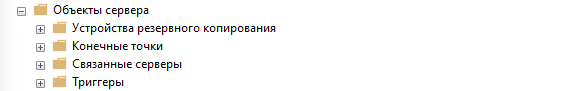 Объекты сервера
Устройства резервного копирования
Конечные точки
Связанные серверы
Триггеры